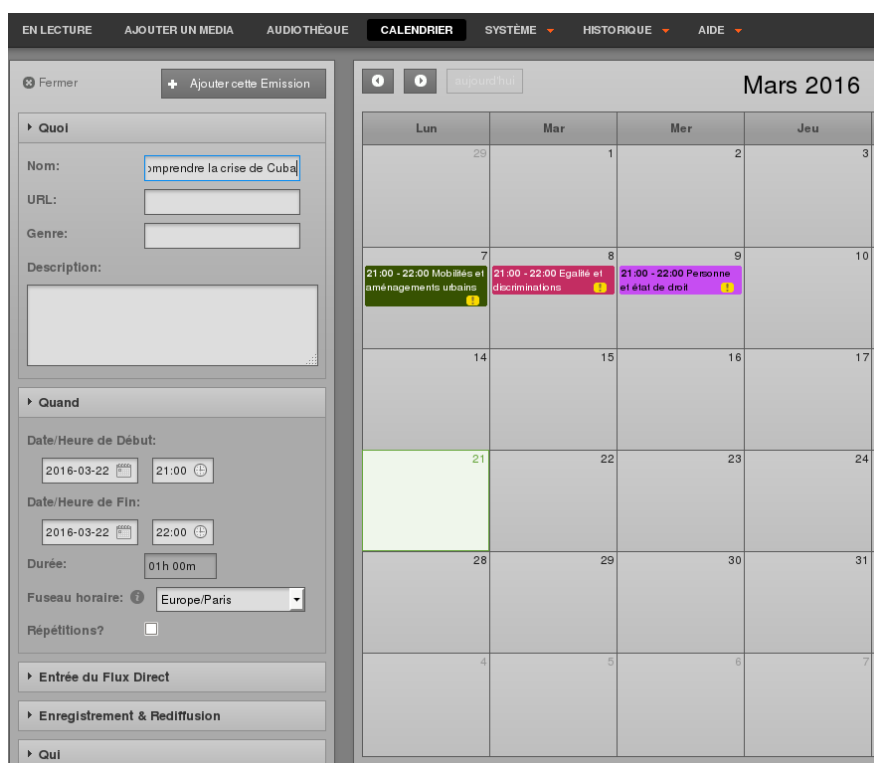 EN LECTURE AJOUTER UN MEDIA AUDIOTHÈQUE CALENDRIER SYSTÈME HISTORIQUE AIDE
Fermer
+ Ajouter cette Emission
Quoi
Nom: omprendre la crise de Cuba
URL:
Genre:
Description:
Quand
Date/Heure de Début:
2016-03-22 21:00
Date/Heure de Fin:
2016-03-22 22:00
Durée: 01h 00m
Fuseau horaire: Europe/Paris
Répétitions?
Entrée du Flux Direct
Enregistrement & Rediffusion
Qui
aujourd'hui
Mars 2016
Lun Mar Mer Jeu
29 1 2 3
7 8 9 10
21:00 - 22:00 Mobilités et
aménagements urbains
!
21:00 - 22:00 Egalité et
discriminations !
21:00 - 22:00 Personne
et état de droit !
14 15 16 17
21 22 23 24
28 29 30 31
4 5 6 7